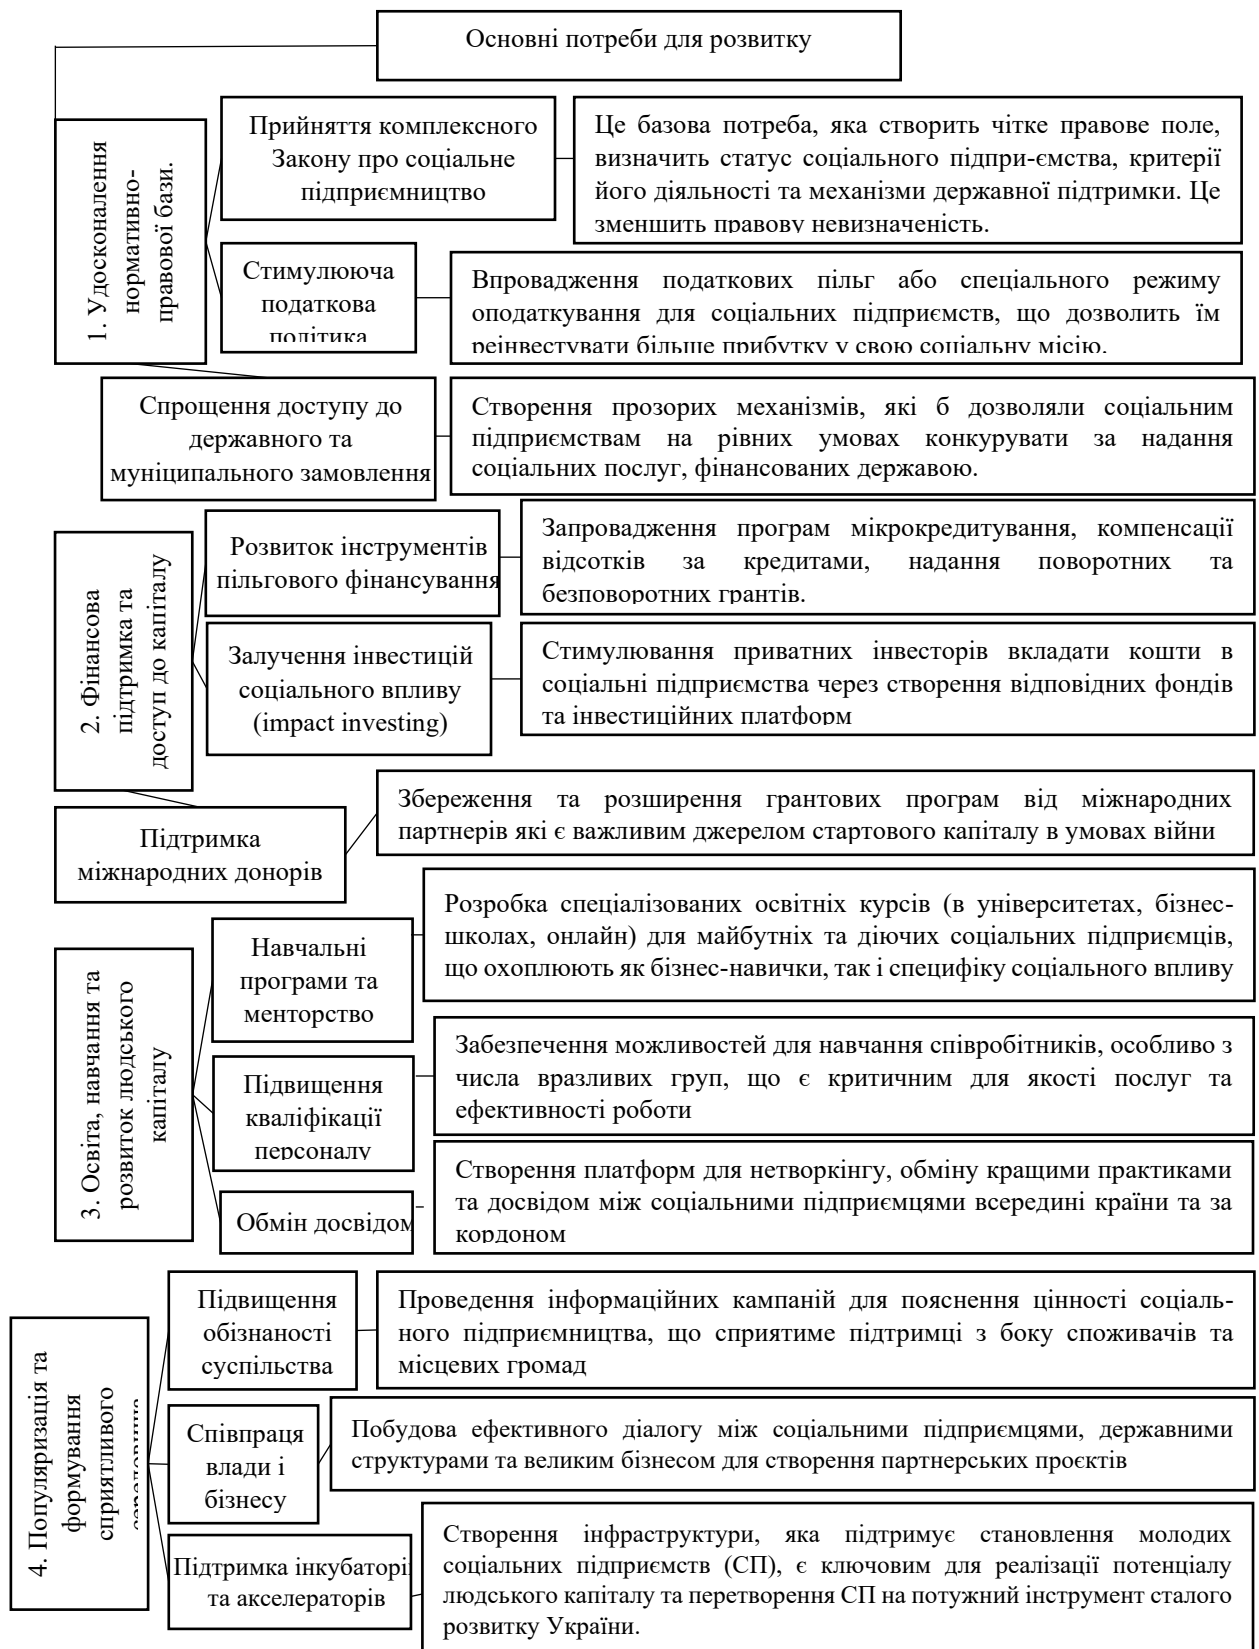 Основні потреби для розвитку
1. Удосконалення
нормативно-
правової бази.
Прийняття комплексного
Закону про соціальне
підприємництво
Це базова потреба, яка створить чітке правове поле,
визначить статус соціального підпри-ємства, критерії
його діяльності та механізми державної підтримки. Це
зменшить правову невизначеність.
Стимулююча
податкова
політика
Впровадження податкових пільг або спеціального режиму
оподаткування для соціальних підприємств, що дозволить їм
реінвестувати більше прибутку у свою соціальну місію.
Спрощення доступу до
державного та
муніципального замовлення
Створення прозорих механізмів, які б дозволяли соціальним
підприємствам на рівних умовах конкурувати за надання
соціальних послуг, фінансованих державою.
2. Фінансова
підтримка та
доступ до капіталу
Розвиток інструментів
пільгового фінансування
Запровадження програм мікрокредитування, компенсації
відсотків за кредитами, надання поворотних та
безповоротних грантів.
Залучення інвестицій
соціального впливу
(impact investing)
Стимулювання приватних інвесторів вкладати кошти в
соціальні підприємства через створення відповідних фондів
та інвестиційних платформ
Підтримка
міжнародних донорів
Збереження та розширення грантових програм від міжнародних
партнерів які є важливим джерелом стартового капіталу в умовах війни
3. Освіта, навчання та
розвиток людського
капіталу
Навчальні
програми та
менторство
Розробка спеціалізованих освітніх курсів (в університетах, бізнес-
школах, онлайн) для майбутніх та діючих соціальних підприємців,
що охоплюють як бізнес-навички, так і специфіку соціального впливу
Підвищення
кваліфікації
персоналу
Забезпечення можливостей для навчання співробітників, особливо з
числа вразливих груп, що є критичним для якості послуг та
ефективності роботи
Обмін досвідом
Створення платформ для нетворкінгу, обміну кращими практиками
та досвідом між соціальними підприємцями всередині країни та за
кордоном
4. Популяризація та
формування
сприятливого
середовища
Підвищення
обізнаності
суспільства
Проведення інформаційних кампаній для пояснення цінності соціаль-
ного підприємництва, що сприятиме підтримці з боку споживачів та
місцевих громад
Співпраця
влади і
бізнесу
Побудова ефективного діалогу між соціальними підприємцями, державними
структурами та великим бізнесом для створення партнерських проєктів
Підтримка інкубаторів
та акселераторів
Створення інфраструктури, яка підтримує становлення молодих
соціальних підприємств (СП), є ключовим для реалізації потенціалу
людського капіталу та перетворення СП на потужний інструмент сталого
розвитку України.